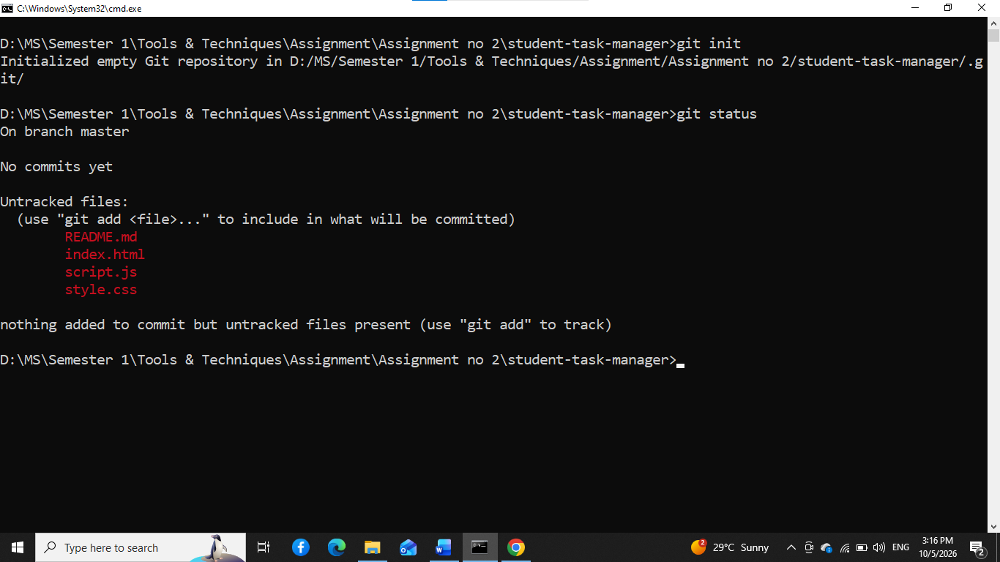 C:\Windows\System32\cmd.exe
D:\MS\Semester 1\Tools & Techniques\Assignment\Assignment no 2\student-task-manager>git init
Initialized empty Git repository in D:/MS/Semester 1/Tools & Techniques/Assignment/Assignment no 2/student-task-manager/.g
it/
D:\MS\Semester 1\Tools & Techniques\Assignment\Assignment no 2\student-task-manager>git status
On branch master
No commits yet
Untracked files:
  (use "git add <file>..." to include in what will be committed)
        README.md
        index.html
        script.js
        style.css
nothing added to commit but untracked files present (use "git add" to track)
D:\MS\Semester 1\Tools & Techniques\Assignment\Assignment no 2\student-task-manager>
Type here to search
2
29°C Sunny
ENG
3:16 PM
10/5/2026
2